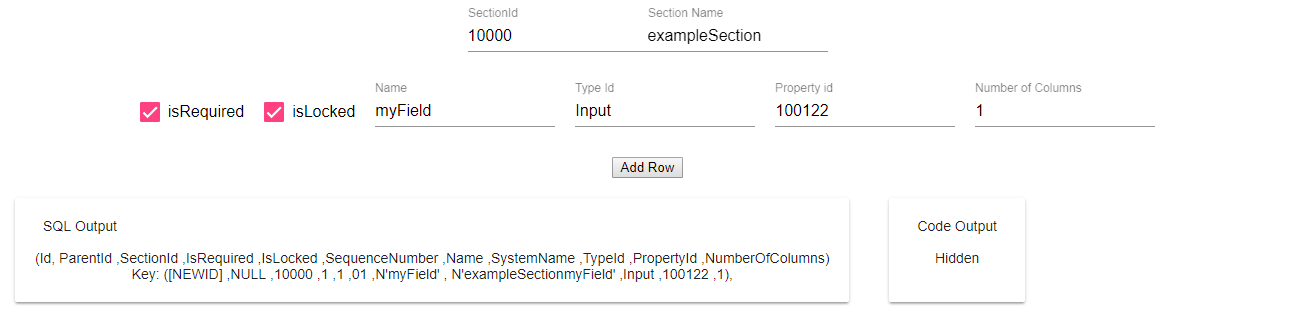 SectionId Section Name
10000 exampleSection
Name Type Id Property id Number of Columns
isRequired isLocked myField Input 100122 1
Add Row
SQL Output Code Output
(Id, ParentId ,SectionId ,IsRequired ,IsLocked ,SequenceNumber ,Name ,SystemName ,TypeId ,PropertyId ,NumberOfColumns) Hidden
Key: ([NEWID] ,NULL ,10000 ,1 ,1 ,01 ,N'myField' , N'exampleSectionmyField' ,Input ,100122 ,1),